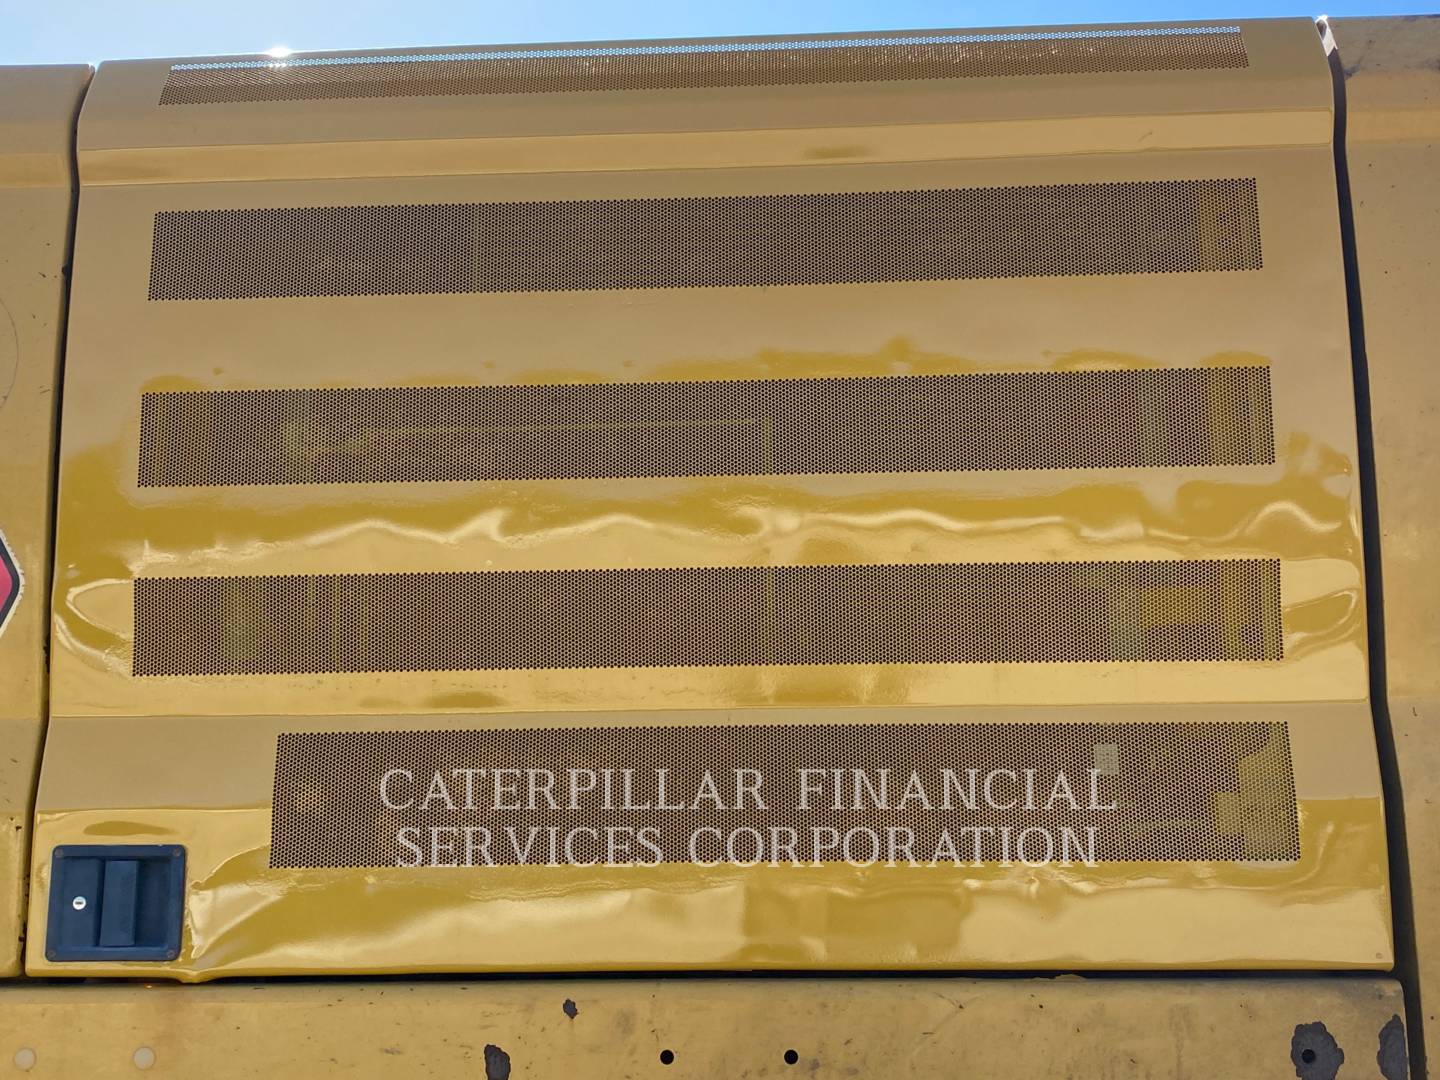 CATERPILLAR FINANCIAL
SERVICES CORPORATION